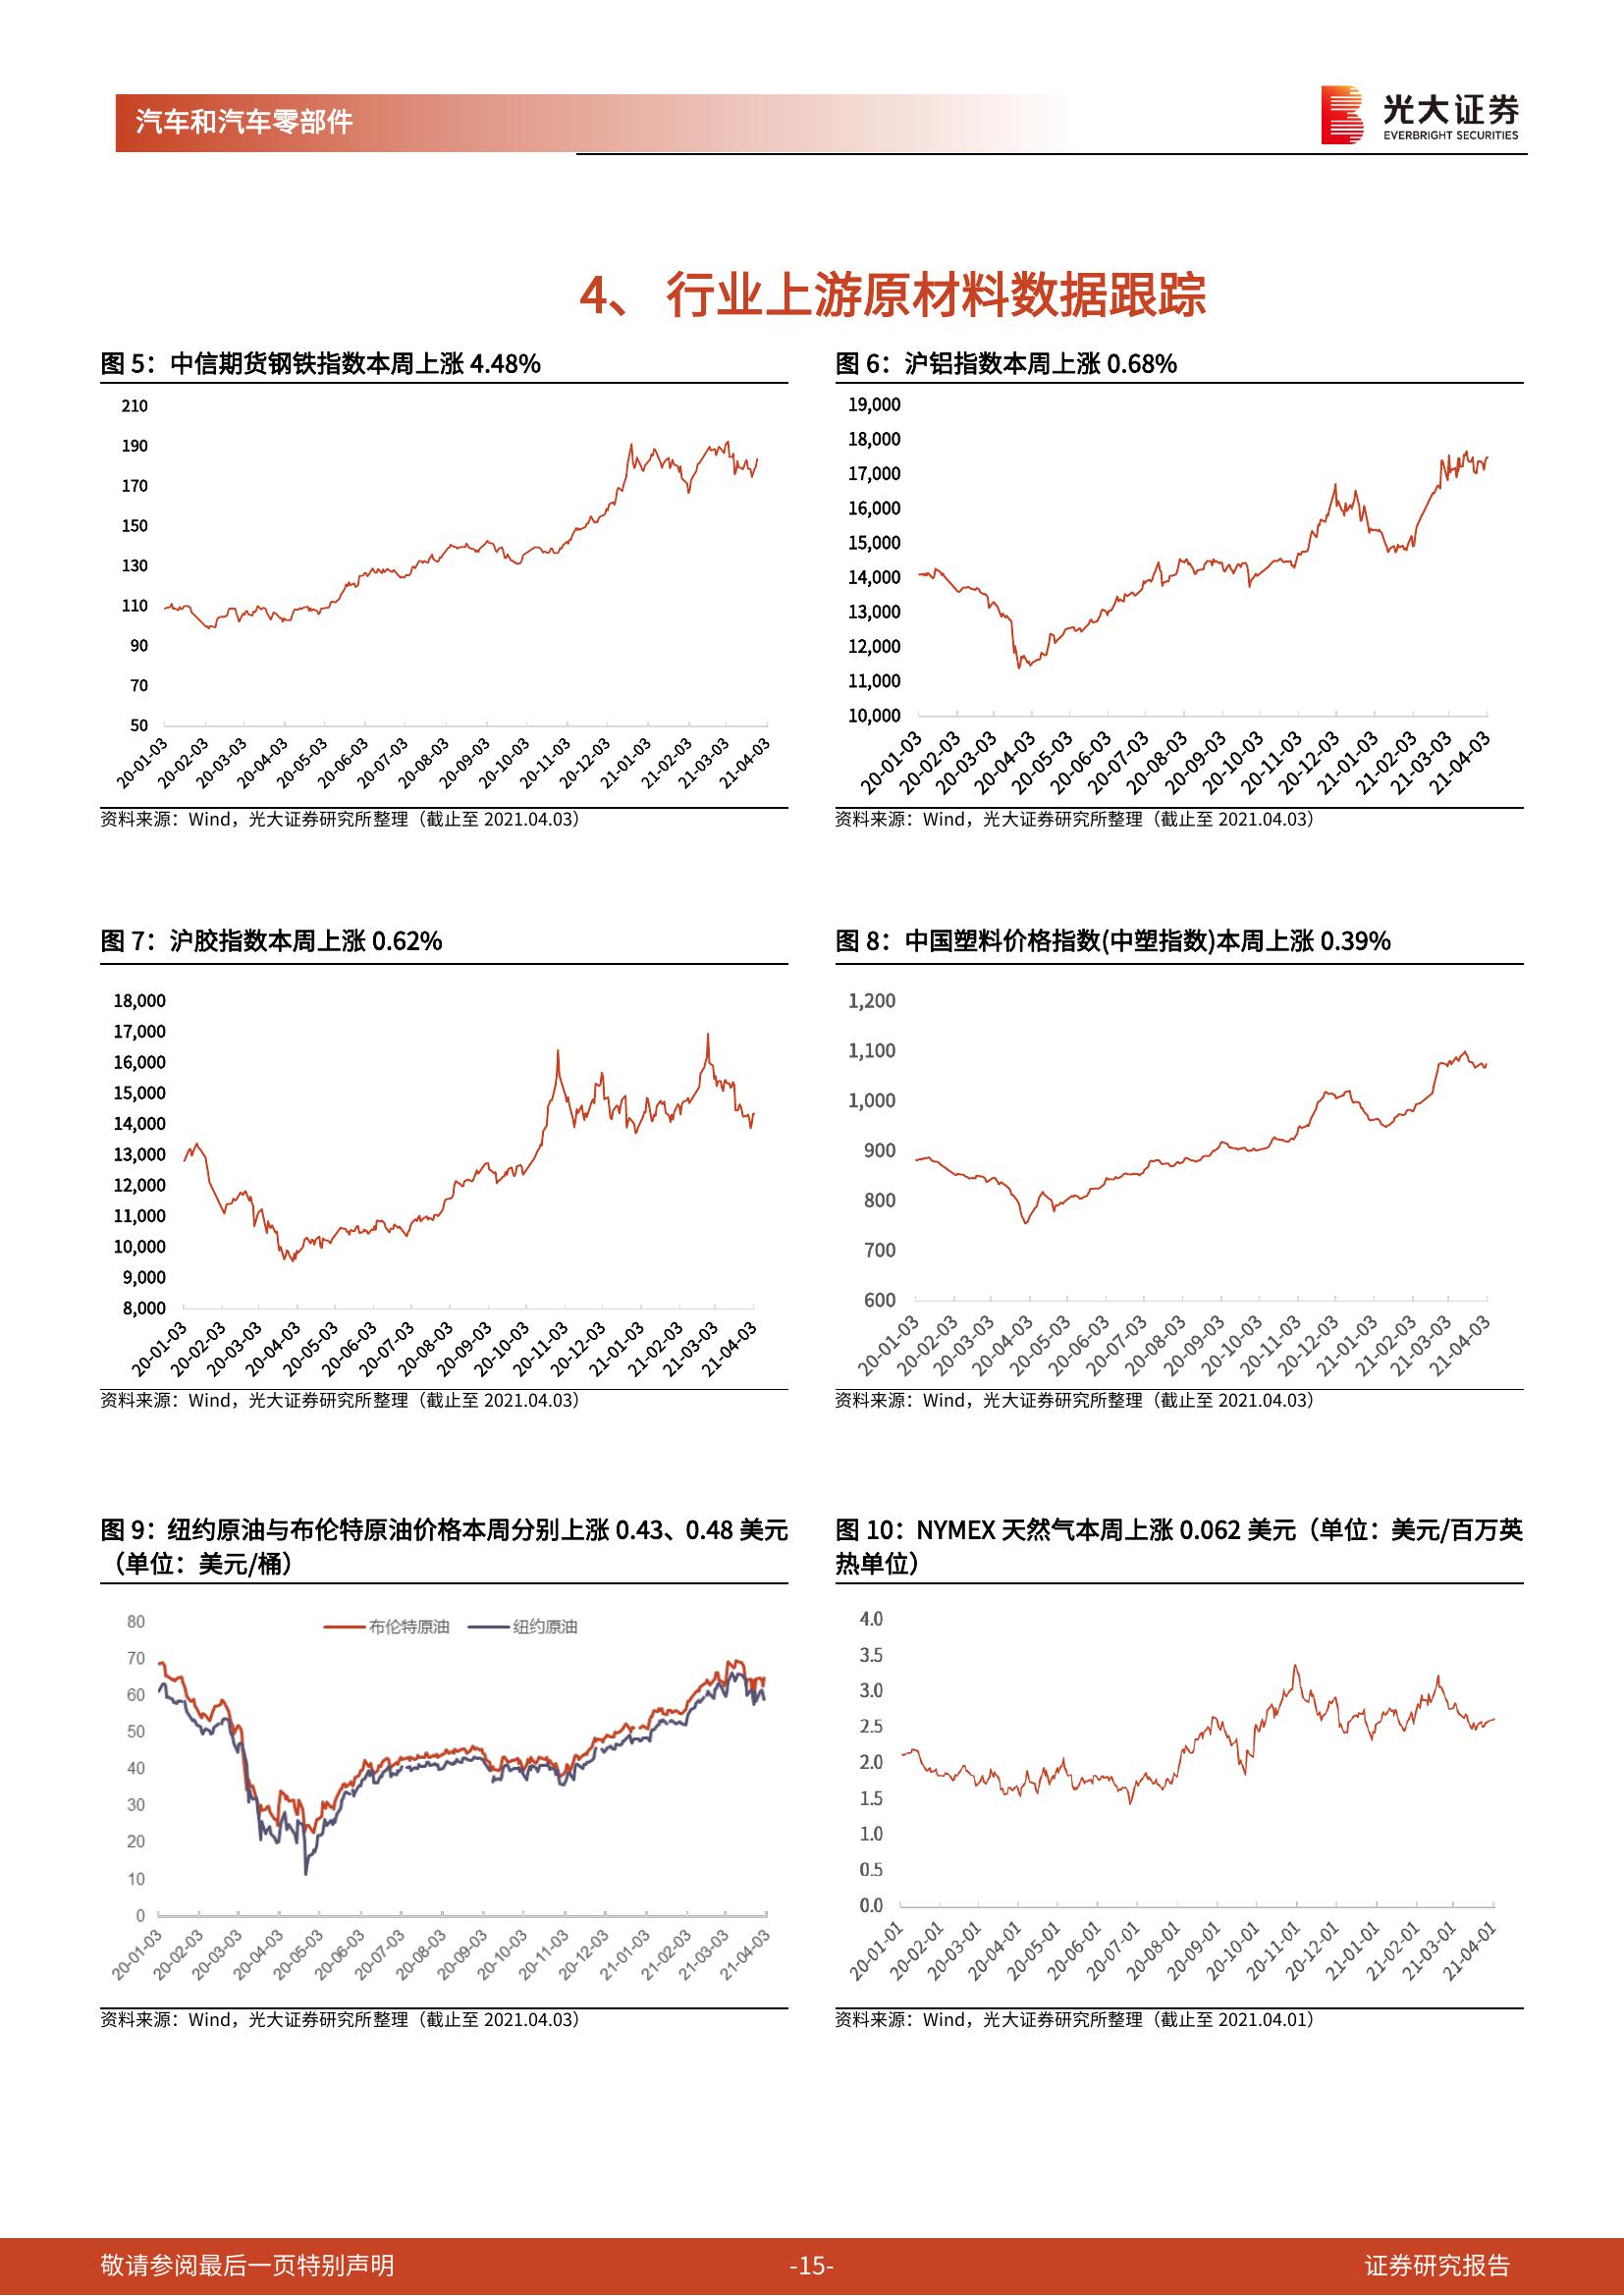 汽车和汽车零部件
光大证券
EVERBRIGHT SECURITIES
4、 行业上游原材料数据跟踪
图 5：中信期货钢铁指数本周上涨 4.48%
210
190
170
150
130
110
90
70
50
20-01-03 20-02-03 20-03-03 20-04-03 20-05-03 20-06-03 20-07-03 20-08-03 20-09-03 20-10-03 20-11-03 20-12-03 21-01-03 21-02-03 21-03-03 21-04-03
资料来源：Wind，光大证券研究所整理（截止至 2021.04.03）
图 6：沪铝指数本周上涨 0.68%
19,000
18,000
17,000
16,000
15,000
14,000
13,000
12,000
11,000
10,000
20-01-03 20-02-03 20-03-03 20-04-03 20-05-03 20-06-03 20-07-03 20-08-03 20-09-03 20-10-03 20-11-03 20-12-03 21-01-03 21-02-03 21-03-03 21-04-03
资料来源：Wind，光大证券研究所整理（截止至 2021.04.03）
图 7：沪胶指数本周上涨 0.62%
18,000
17,000
16,000
15,000
14,000
13,000
12,000
11,000
10,000
9,000
8,000
20-01-03 20-02-03 20-03-03 20-04-03 20-05-03 20-06-03 20-07-03 20-08-03 20-09-03 20-10-03 20-11-03 20-12-03 21-01-03 21-02-03 21-03-03 21-04-03
资料来源：Wind，光大证券研究所整理（截止至 2021.04.03）
图 8：中国塑料价格指数(中塑指数)本周上涨 0.39%
1,200
1,100
1,000
900
800
700
600
20-01-03 20-02-03 20-03-03 20-04-03 20-05-03 20-06-03 20-07-03 20-08-03 20-09-03 20-10-03 20-11-03 20-12-03 21-01-03 21-02-03 21-03-03 21-04-03
资料来源：Wind，光大证券研究所整理（截止至 2021.04.03）
图 9：纽约原油与布伦特原油价格本周分别上涨 0.43、0.48 美元
（单位：美元/桶）
布伦特原油 纽约原油
80
70
60
50
40
30
20
10
0
20-01-03 20-02-03 20-03-03 20-04-03 20-05-03 20-06-03 20-07-03 20-08-03 20-09-03 20-10-03 20-11-03 20-12-03 21-01-03 21-02-03 21-03-03 21-04-03
资料来源：Wind，光大证券研究所整理（截止至 2021.04.03）
图 10：NYMEX 天然气本周上涨 0.062 美元（单位：美元/百万英
热单位）
4.0
3.5
3.0
2.5
2.0
1.5
1.0
0.5
0.0
20-01-01 20-02-01 20-03-01 20-04-01 20-05-01 20-06-01 20-07-01 20-08-01 20-09-01 20-10-01 20-11-01 20-12-01 21-01-01 21-02-01 21-03-01 21-04-01
资料来源：Wind，光大证券研究所整理（截止至 2021.04.01）
敬请参阅最后一页特别声明
-15-
证券研究报告